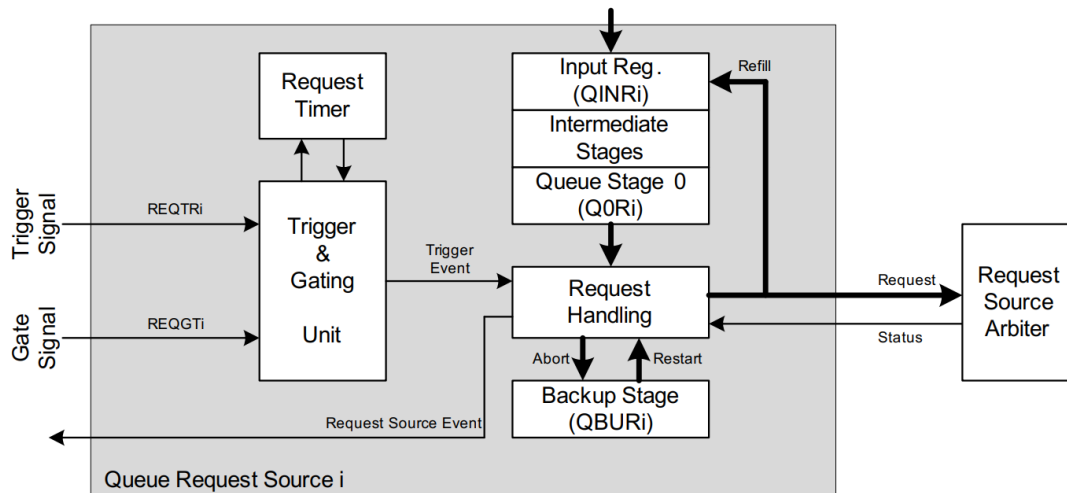 Request
Timer
Input Reg.
(QINRi)
Refill
Intermediate
Stages
Queue Stage 0
(Q0Ri)
Trigger
Signal
REQTRi
Trigger
&
Gating
Unit
Trigger
Event
Request
Handling
Request
Status
Request
Source
Arbiter
Gate
Signal
REQGTi
Abort
Restart
Backup Stage
(QBURi)
Request Source Event
Queue Request Source i